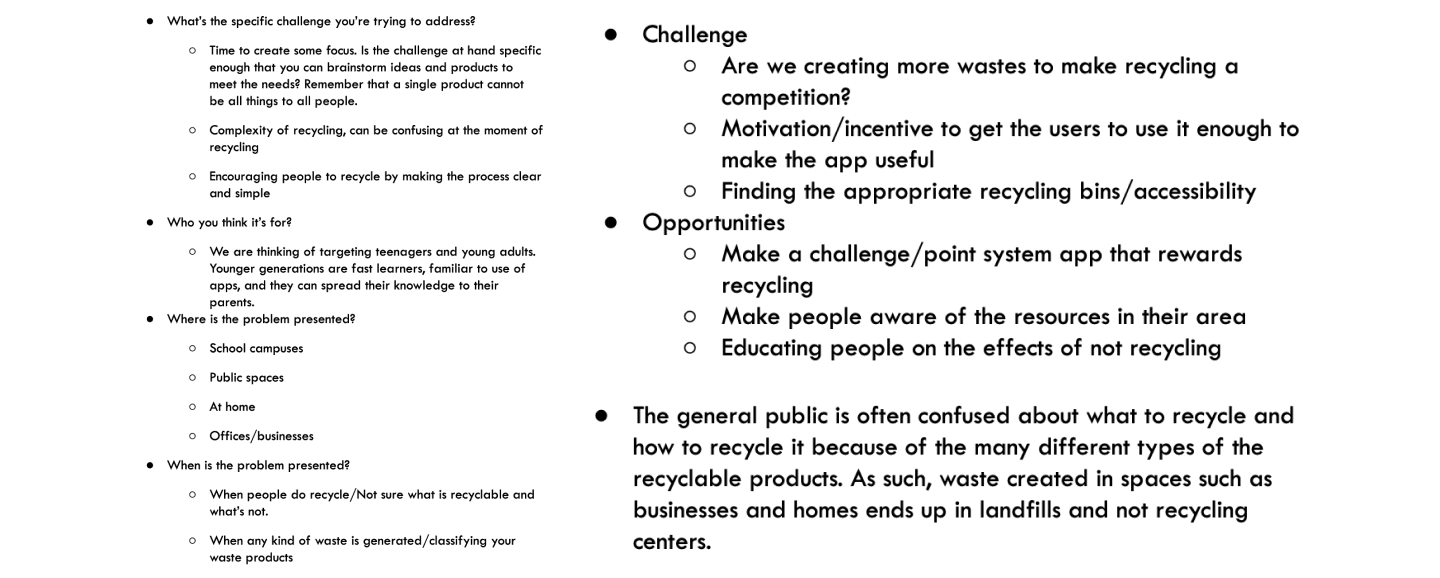 ● What's the specific challenge you're trying to address?
○ Time to create some focus. Is the challenge at hand specific
enough that you can brainstorm ideas and products to
meet the needs? Remember that a single product cannot
be all things to all people.
○ Complexity of recycling, can be confusing at the moment of
recycling
○ Encouraging people to recycle by making the process clear
and simple
● Who you think it's for?
○ We are thinking of targeting teenagers and young adults.
Younger generations are fast learners, familiar to use of
apps, and they can spread their knowledge to their
parents.
● Where is the problem presented?
○ School campuses
○ Public spaces
○ At home
○ Offices/businesses
● When is the problem presented?
○ When people do recycle/Not sure what is recyclable and
what's not.
○ When any kind of waste is generated/classifying your
waste products
● Challenge
○ Are we creating more wastes to make recycling a
competition?
○ Motivation/incentive to get the users to use it enough to
make the app useful
○ Finding the appropriate recycling bins/accessibility
● Opportunities
○ Make a challenge/point system app that rewards
recycling
○ Make people aware of the resources in their area
○ Educating people on the effects of not recycling
● The general public is often confused about what to recycle and
how to recycle it because of the many different types of the
recyclable products. As such, waste created in spaces such as
businesses and homes ends up in landfills and not recycling
centers.